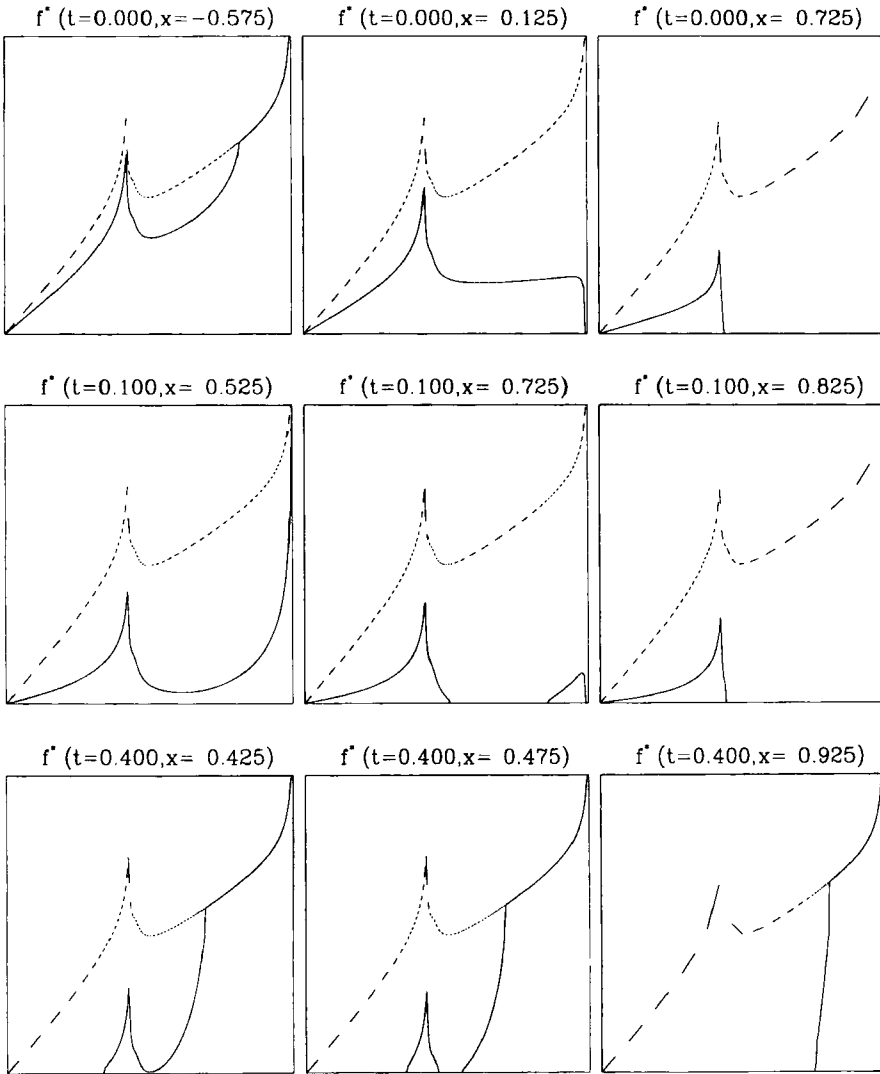 f* (t=0.000,x=-0.575)
f* (t=0.000,x= 0.125)
f* (t=0.000,x= 0.725)
f* (t=0.100,x= 0.525)
f* (t=0.100,x= 0.725)
f* (t=0.100,x= 0.825)
f* (t=0.400,x= 0.425)
f* (t=0.400,x= 0.475)
f* (t=0.400,x= 0.925)